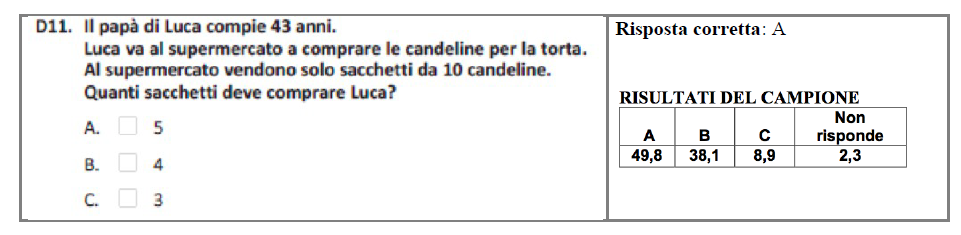 D11. Il papà di Luca compie 43 anni.
Luca va al supermercato a comprare le candeline per la torta.
Al supermercato vendono solo sacchetti da 10 candeline.
Quanti sacchetti deve comprare Luca?
A. 5
B. 4
C. 3
Risposta corretta: A
RISULTATI DEL CAMPIONE
A B C Non risponde
49,8 38,1 8,9 2,3